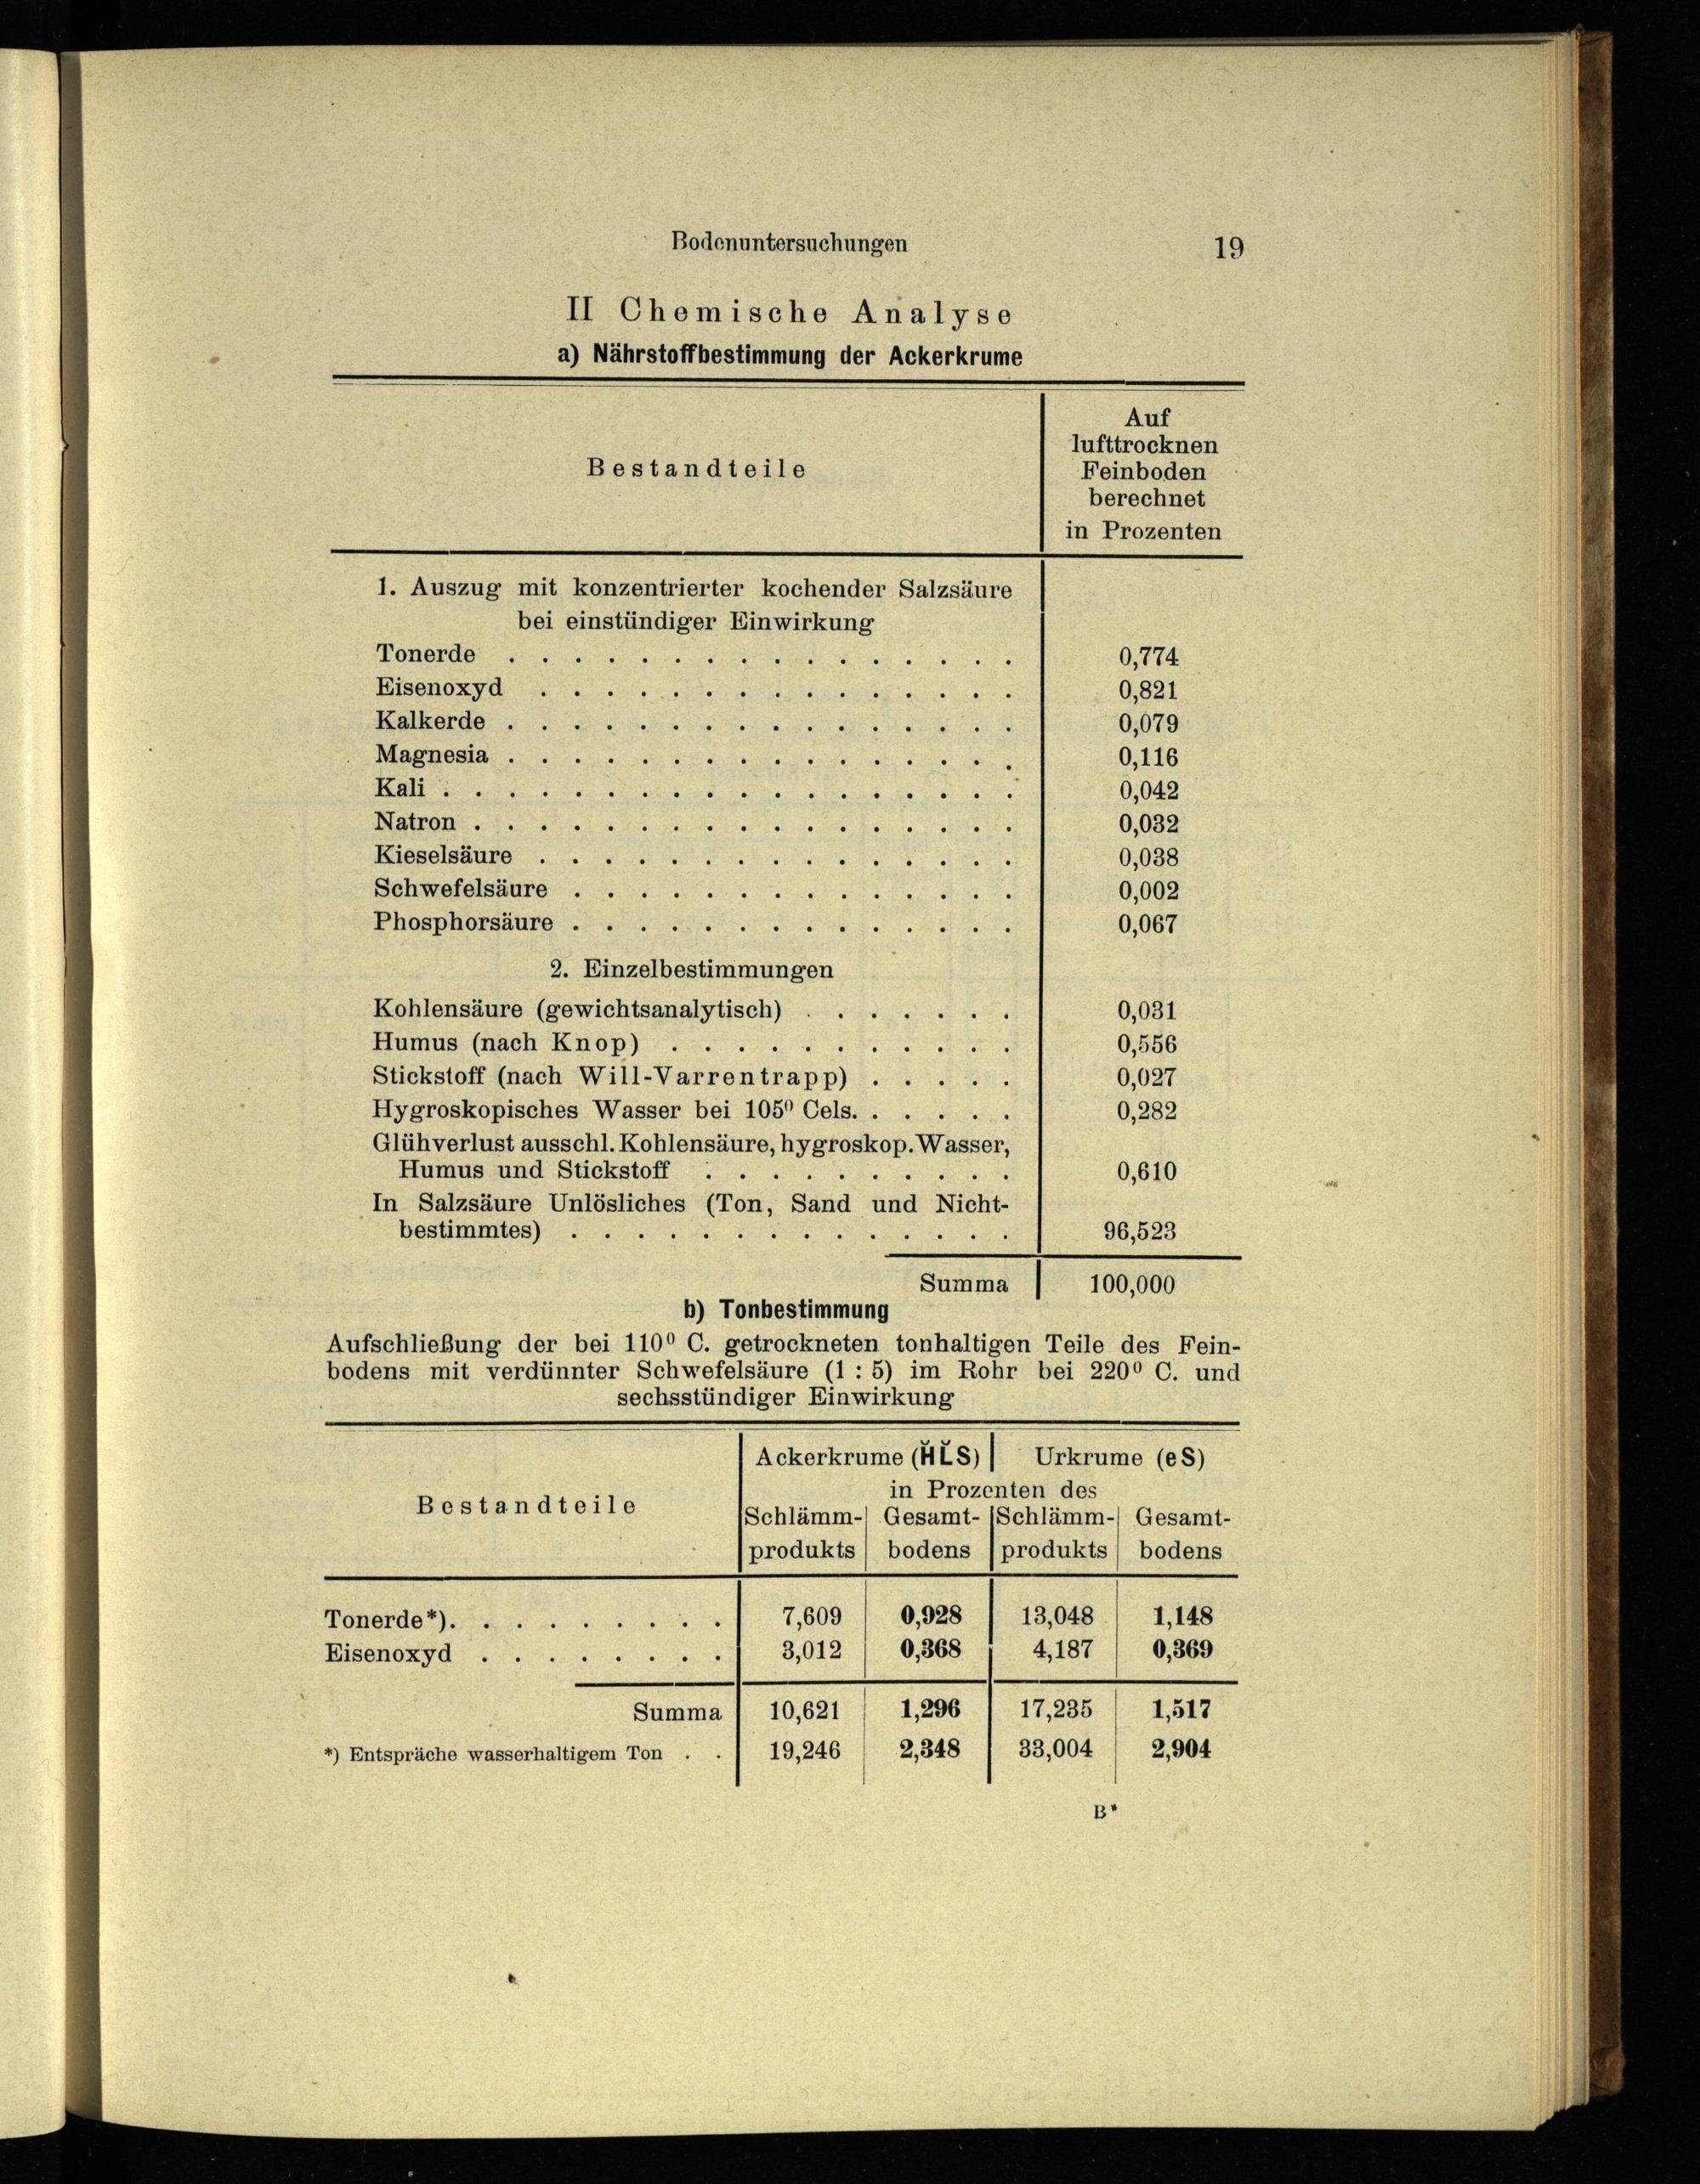 Bodenuntersuchungen 19
II Chemische Analyse
a) Nährstoffbestimmung der Ackerkrume
Bestandteile
Auf
lufttrocknen
Feinboden
berechnet
in Prozenten
1. Auszug mit konzentrierter kochender Salzsäure
bei einstündiger Einwirkung
Tonerde . . . . . . . . . . . . . . . . 0,774
Eisenoxyd . . . . . . . . . . . . . . . 0,821
Kalkerde . . . . . . . . . . . . . . . . 0,079
Magnesia . . . . . . . . . . . . . . . . 0,116
Kali . . . . . . . . . . . . . . . . . . 0,042
Natron . . . . . . . . . . . . . . . . . 0,032
Kieselsäure . . . . . . . . . . . . . . . 0,038
Schwefelsäure . . . . . . . . . . . . . . 0,002
Phosphorsäure . . . . . . . . . . . . . . 0,067
2. Einzelbestimmungen
Kohlensäure (gewichtsanalytisch) . . . . . . . 0,031
Humus (nach Knop) . . . . . . . . . . . 0,556
Stickstoff (nach Will-Varrentrapp) . . . . . 0,027
Hygroskopisches Wasser bei 105⁰ Cels. . . . . . 0,282
Glühverlust ausschl. Kohlensäure, hygroskop. Wasser,
Humus und Stickstoff . . . . . . . . . . 0,610
In Salzsäure Unlösliches (Ton, Sand und Nicht-
bestimmtes) . . . . . . . . . . . . . . 96,523
Summa 100,000
b) Tonbestimmung
Aufschließung der bei 110⁰ C. getrockneten tonhaltigen Teile des Fein-
bodens mit verdünnter Schwefelsäure (1 : 5) im Rohr bei 220⁰ C. und
sechsstündiger Einwirkung
Bestandteile
Ackerkrume (H̆L̆S) Urkrume (eS)
in Prozenten des
Schlämm- Gesamt- Schlämm- Gesamt-
produkts bodens produkts bodens
Tonerde*). . . . . . . . . 7,609 0,928 13,048 1,148
Eisenoxyd . . . . . . . . 3,012 0,368 4,187 0,369
Summa 10,621 1,296 17,235 1,517
*) Entspräche wasserhaltigem Ton . . 19,246 2,348 33,004 2,904
B*